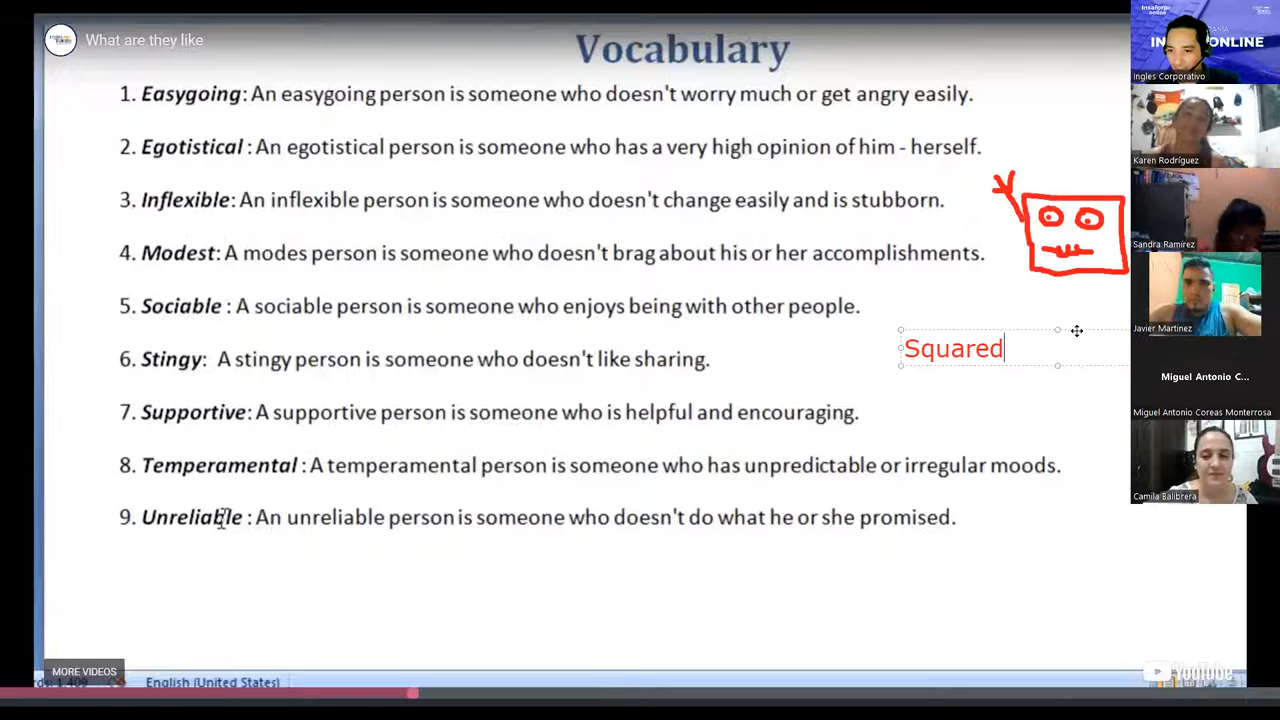 What are they like
Vocabulary
1. Easygoing: An easygoing person is someone who doesn't worry much or get angry easily.
2. Egotistical : An egotistical person is someone who has a very high opinion of him - herself.
3. Inflexible: An inflexible person is someone who doesn't change easily and is stubborn.
4. Modest: A modes person is someone who doesn't brag about his or her accomplishments.
5. Sociable : A sociable person is someone who enjoys being with other people.
6. Stingy: A stingy person is someone who doesn't like sharing.
7. Supportive: A supportive person is someone who is helpful and encouraging.
8. Temperamental : A temperamental person is someone who has unpredictable or irregular moods.
9. Unreliable : An unreliable person is someone who doesn't do what he or she promised.
Squared
MORE VIDEOS
1,409
English (United States)
YouTube
ONLINE
Ingles Corporativo
Karen Rodríguez
Sandra Ramírez
Javier Martinez
Miguel Antonio C...
Miguel Antonio Coreas Monterrosa
Camila Balibrera